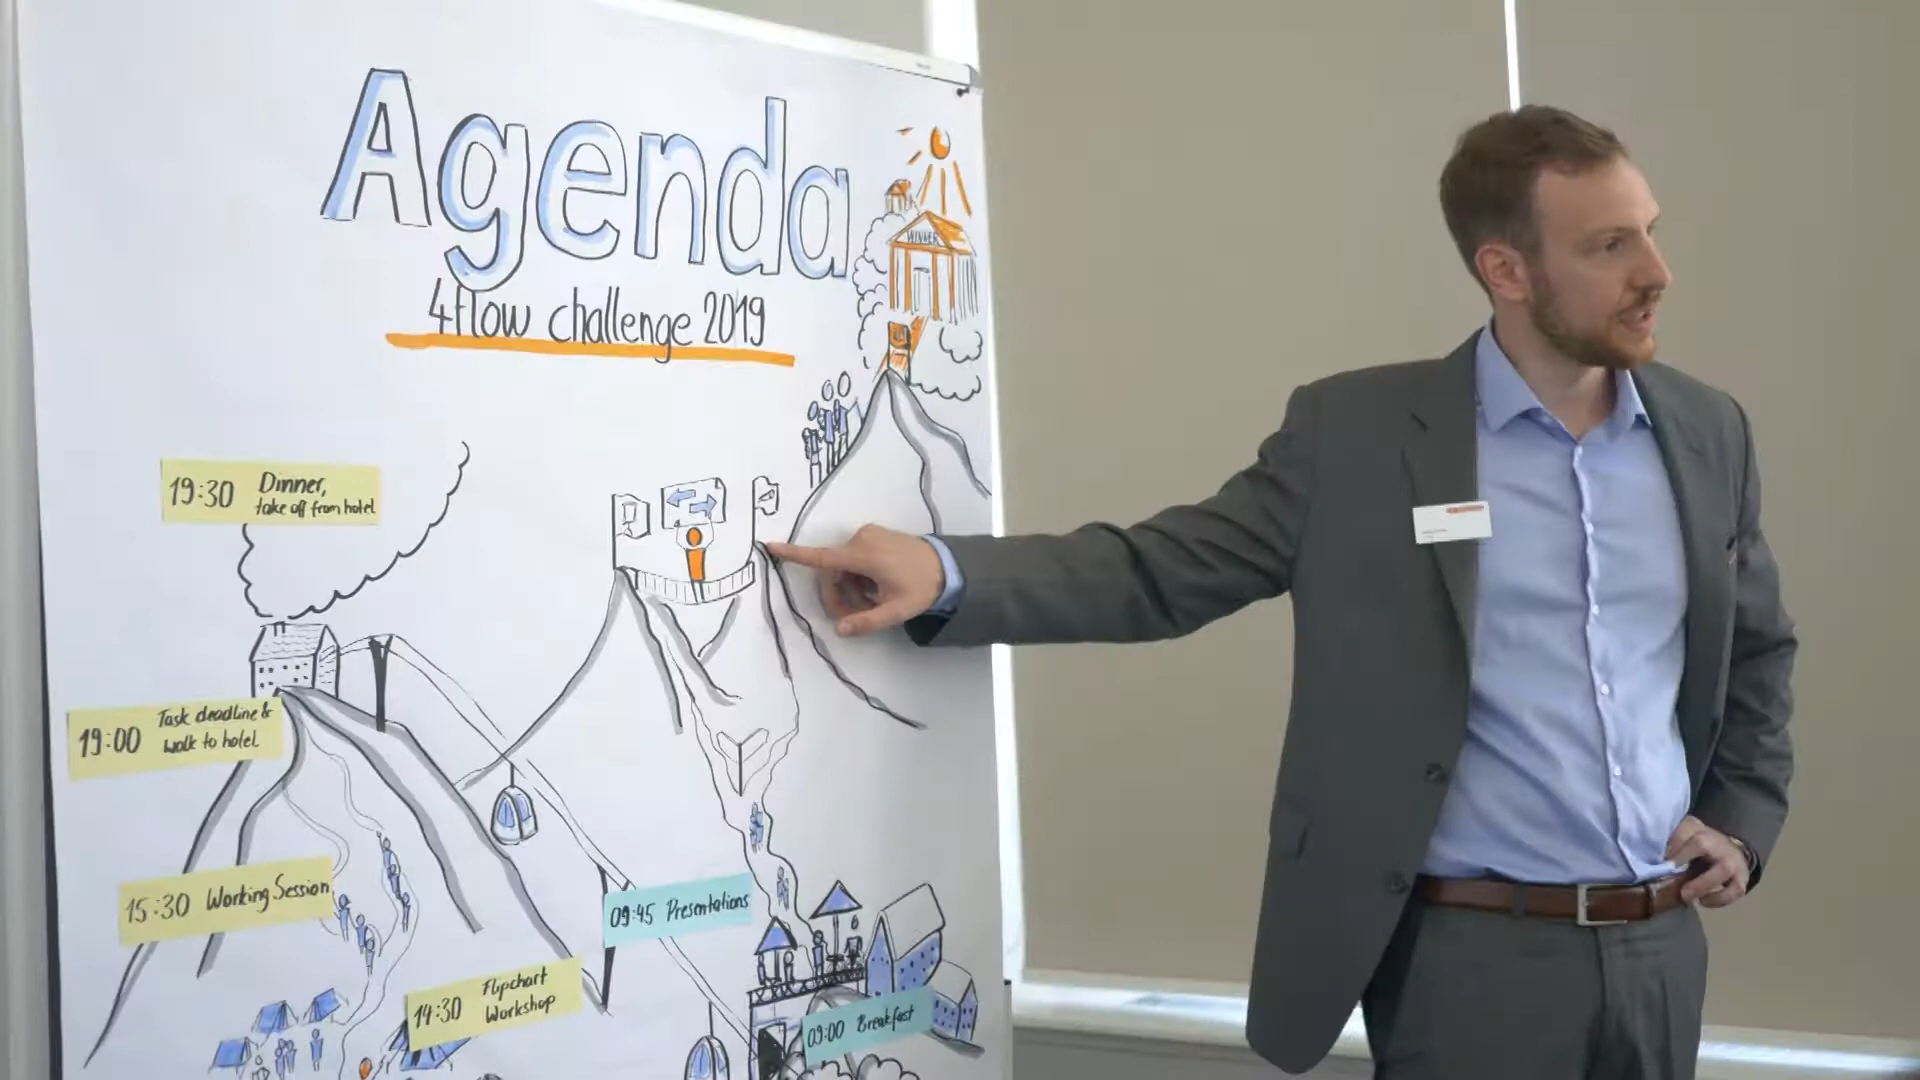 Agenda
4flow challenge 2019
WINNER
19:30 Dinner,
take off from hotel
19:00 Task deadline &
walk to hotel
15:30 Working Session
09:45 Presentations
14:30 Flipchart
Workshop
09:00 Breakfast